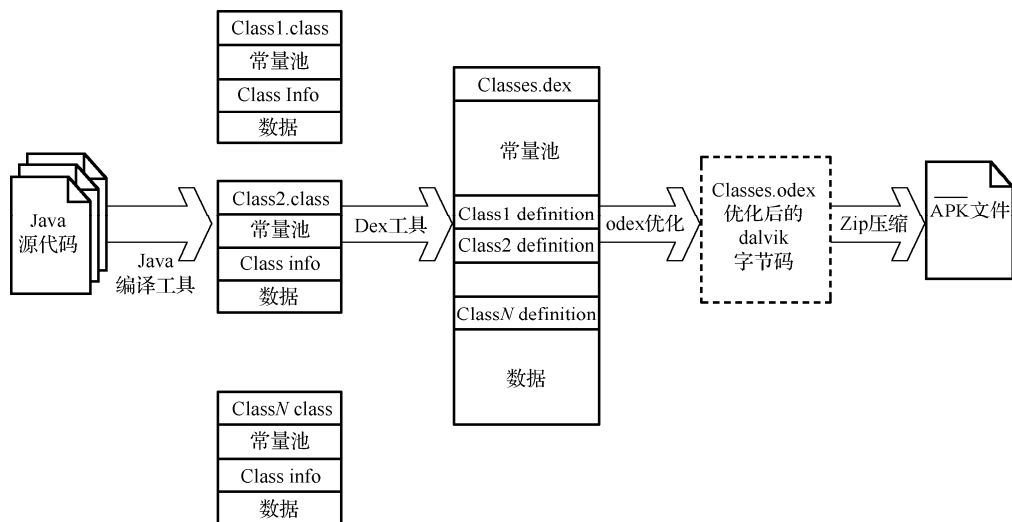 Java
源代码
Java
编译工具
Class1.class
常量池
Class Info
数据
Class2.class
常量池
Class info
数据
ClassN class
常量池
Class info
数据
Dex工具
Classes.dex
常量池
Class1 definition
Class2 definition
ClassN definition
数据
odex优化
Classes.odex
优化后的
dalvik
字节码
Zip压缩
APK文件